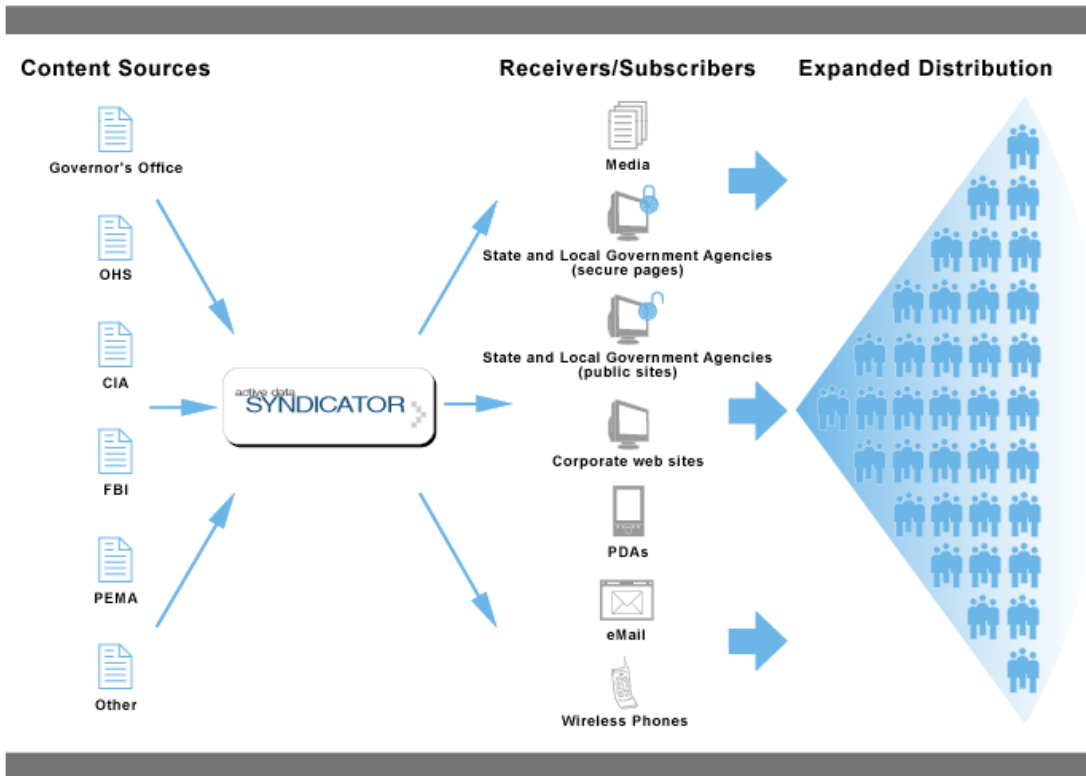 Content Sources
Governor's Office
OHS
CIA
FBI
PEMA
Other
active data
SYNDICATOR
Receivers/Subscribers
Media
State and Local Government Agencies
(secure pages)
State and Local Government Agencies
(public sites)
Corporate web sites
PDAs
eMail
Wireless Phones
Expanded Distribution